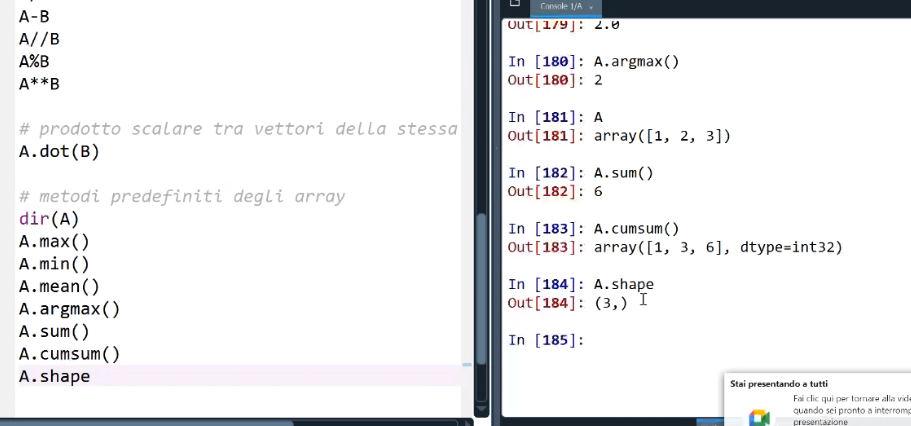 A-B
A//B
A%B
A**B
# prodotto scalare tra vettori della stessa
A.dot(B)
# metodi predefiniti degli array
dir(A)
A.max()
A.min()
A.mean()
A.argmax()
A.sum()
A.cumsum()
A.shape
Console 1/A
Out[179]: 2.0
In [180]: A.argmax()
Out[180]: 2
In [181]: A
Out[181]: array([1, 2, 3])
In [182]: A.sum()
Out[182]: 6
In [183]: A.cumsum()
Out[183]: array([1, 3, 6], dtype=int32)
In [184]: A.shape
Out[184]: (3,)
In [185]:
Stai presentando a tutti
Fai clic qui per tornare alla vide
quando sei pronto a interromp
presentazione